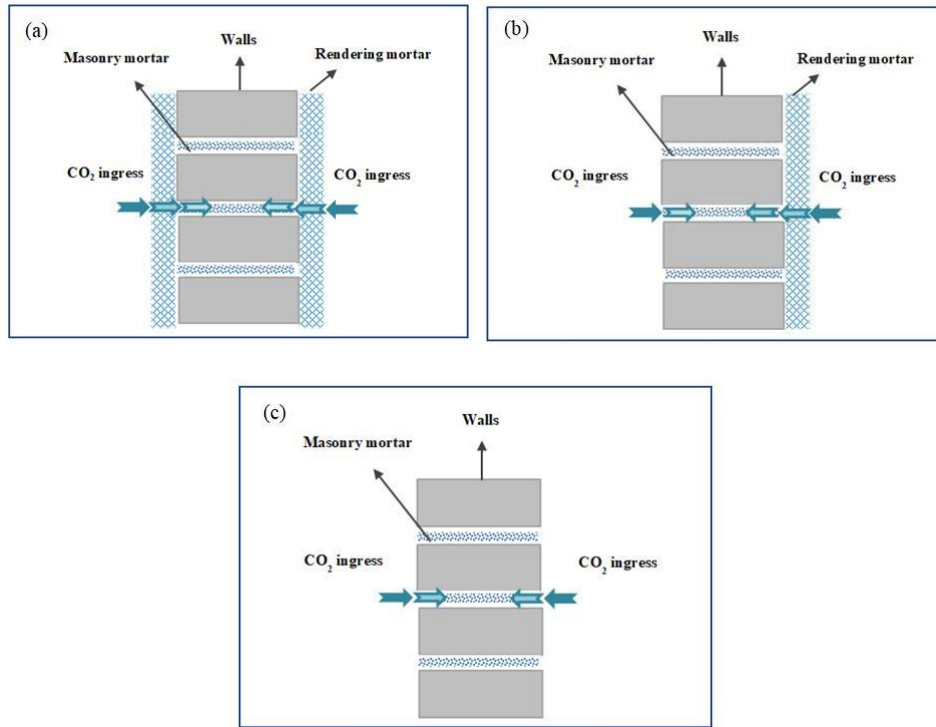 (a)
Walls
Masonry mortar
Rendering mortar
CO₂ ingress
CO₂ ingress
(b)
Walls
Masonry mortar
Rendering mortar
CO₂ ingress
CO₂ ingress
(c)
Walls
Masonry mortar
CO₂ ingress
CO₂ ingress